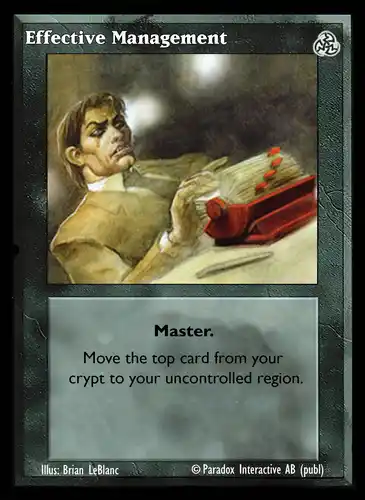 Effective Management
Master.
Move the top card from your
crypt to your uncontrolled region.
Illus: Brian LeBlanc
© Paradox Interactive AB (publ)